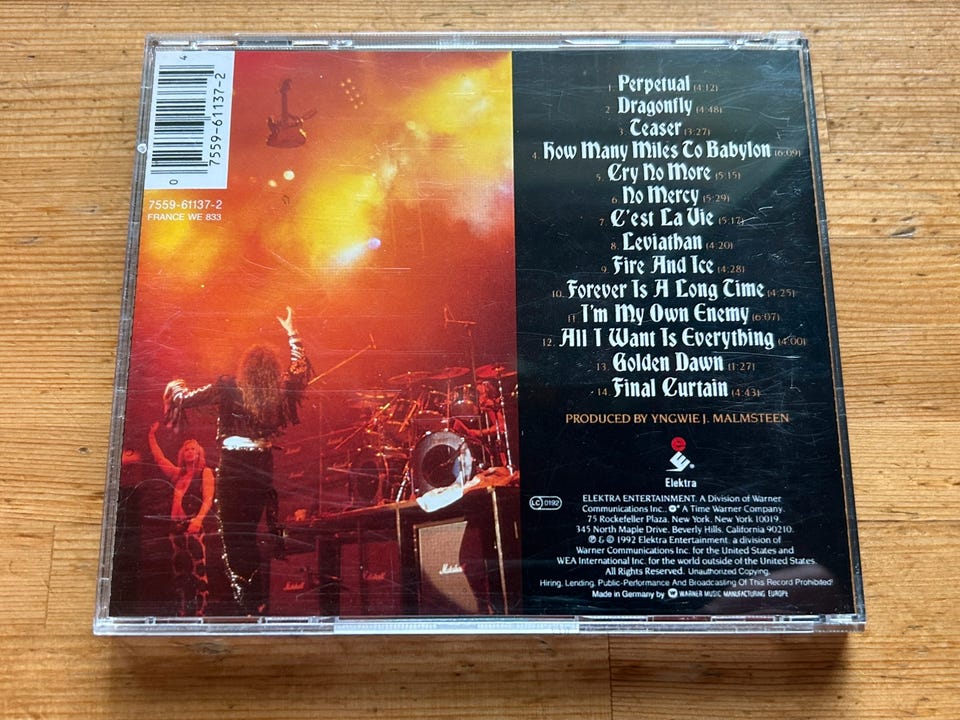 4
7559-61137-2
0
7559-61137-2
FRANCE WE 833
1. Perpetual (4:12)
2. Dragonfly (4:48)
3. Teaser (3:27)
4. How Many Miles To Babylon (6:09)
5. Cry No More (5:15)
6. No Mercy (5:29)
7. C'est La Vie (5:17)
8. Leviathan (4:20)
9. Fire And Ice (4:28)
10. Forever Is A Long Time (4:25)
11. I'm My Own Enemy (6:07)
12. All I Want Is Everything (4:00)
13. Golden Dawn (1:27)
14. Final Curtain (4:43)
PRODUCED BY YNGWIE J. MALMSTEEN
Elektra
LC 0192
ELEKTRA ENTERTAINMENT. A Division of Warner
Communications Inc., A Time Warner Company.
75 Rockefeller Plaza, New York, New York 10019.
345 North Maple Drive, Beverly Hills, California 90210.
℗ & © 1992 Elektra Entertainment, a division of
Warner Communications Inc. for the United States and
WEA International Inc. for the world outside of the United States.
All Rights Reserved. Unauthorized Copying,
Hiring, Lending, Public-Performance And Broadcasting Of This Record Prohibited!
Made in Germany by WARNER MUSIC MANUFACTURING EUROPE
Marshall
Marshall
Marshall